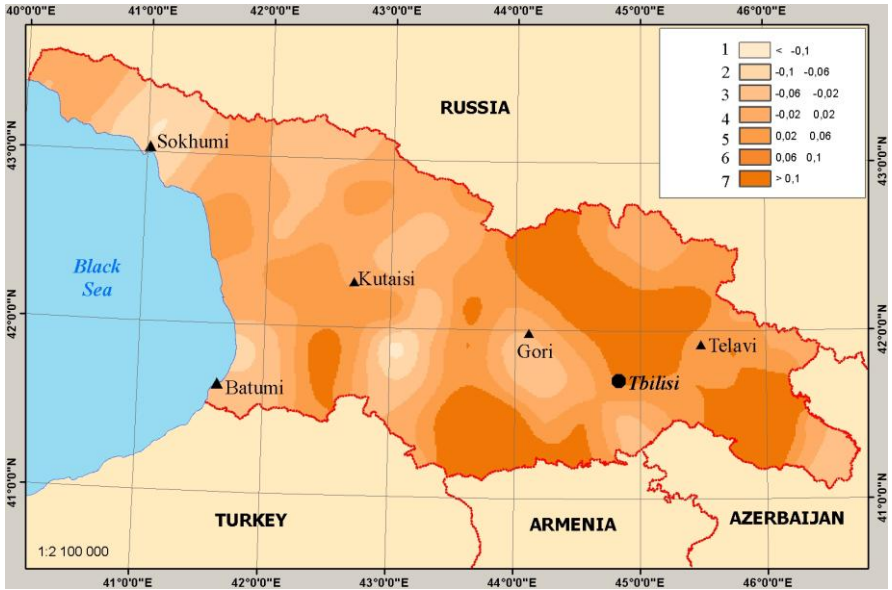 40°0'0"E 41°0'0"E 42°0'0"E 43°0'0"E 44°0'0"E 45°0'0"E 46°0'0"E
1 < -0,1
2 -0,1 -0,06
3 -0,06 -0,02
4 -0,02 0,02
5 0,02 0,06
6 0,06 0,1
7 > 0,1
RUSSIA
43°0'0"N
Sokhumi
43°0'0"N
Black
Sea
Kutaisi
42°0'0"N
Gori
Telavi
42°0'0"N
Batumi
Tbilisi
41°0'0"N
41°0'0"N
TURKEY
ARMENIA
AZERBAIJAN
1:2 100 000
41°0'0"E 42°0'0"E 43°0'0"E 44°0'0"E 45°0'0"E 46°0'0"E